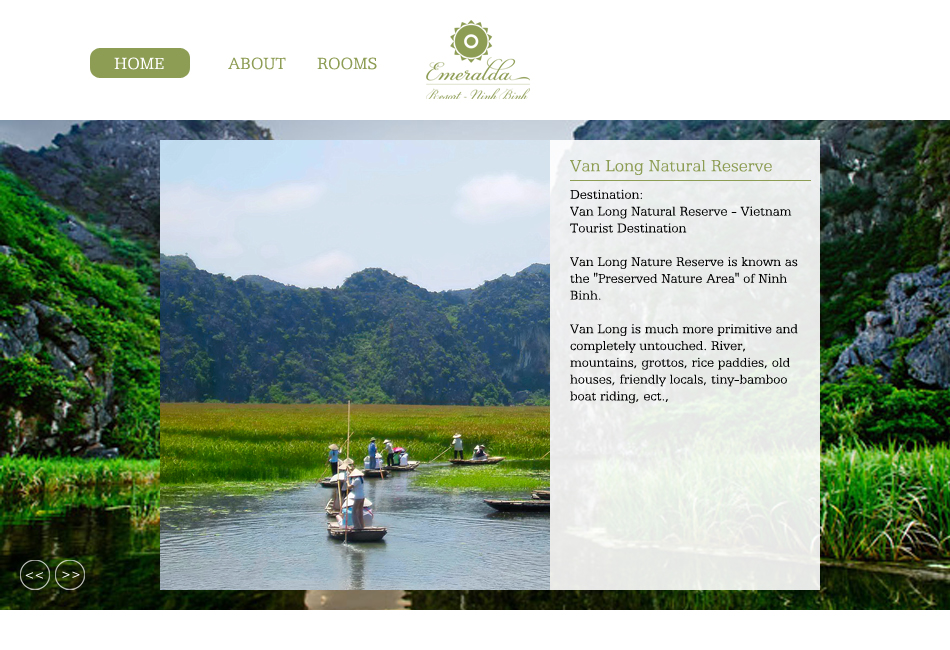 HOME
ABOUT
ROOMS
Emeralda
Resort - Ninh Binh
Van Long Natural Reserve
Destination:
Van Long Natural Reserve - Vietnam
Tourist Destination
Van Long Nature Reserve is known as
the "Preserved Nature Area" of Ninh
Binh.
Van Long is much more primitive and
completely untouched. River,
mountains, grottos, rice paddies, old
houses, friendly locals, tiny-bamboo
boat riding, ect.,
<< >>